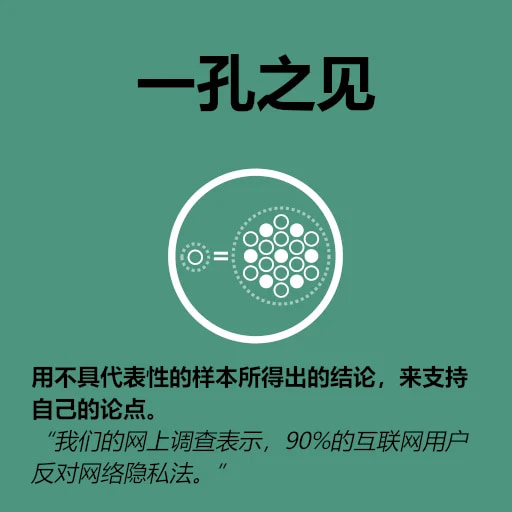 一孔之见
=
用不具代表性的样本所得出的结论，来支持
自己的论点。
“我们的网上调查表示，90%的互联网用户
反对网络隐私法。”